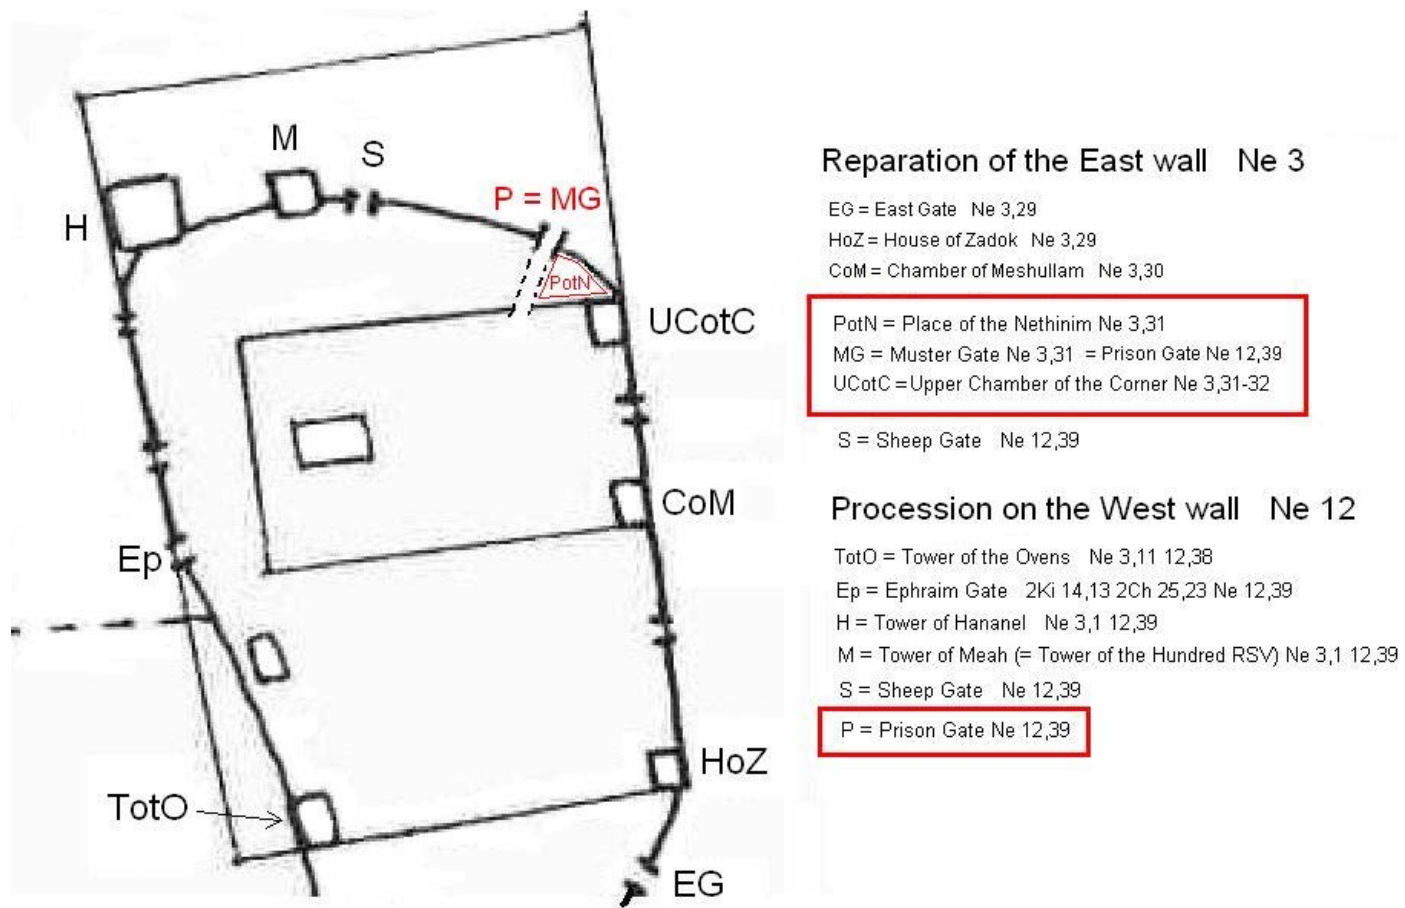 M
S
P = MG
H
PotN
UCotC
Ep
CoM
TotO
HoZ
EG
Reparation of the East wall Ne 3
EG = East Gate Ne 3,29
HoZ = House of Zadok Ne 3,29
CoM = Chamber of Meshullam Ne 3,30
PotN = Place of the Nethinim Ne 3,31
MG = Muster Gate Ne 3,31 = Prison Gate Ne 12,39
UCotC = Upper Chamber of the Corner Ne 3,31-32
S = Sheep Gate Ne 12,39
Procession on the West wall Ne 12
TotO = Tower of the Ovens Ne 3,11 12,38
Ep = Ephraim Gate 2Ki 14,13 2Ch 25,23 Ne 12,39
H = Tower of Hananel Ne 3,1 12,39
M = Tower of Meah (= Tower of the Hundred RSV) Ne 3,1 12,39
S = Sheep Gate Ne 12,39
P = Prison Gate Ne 12,39